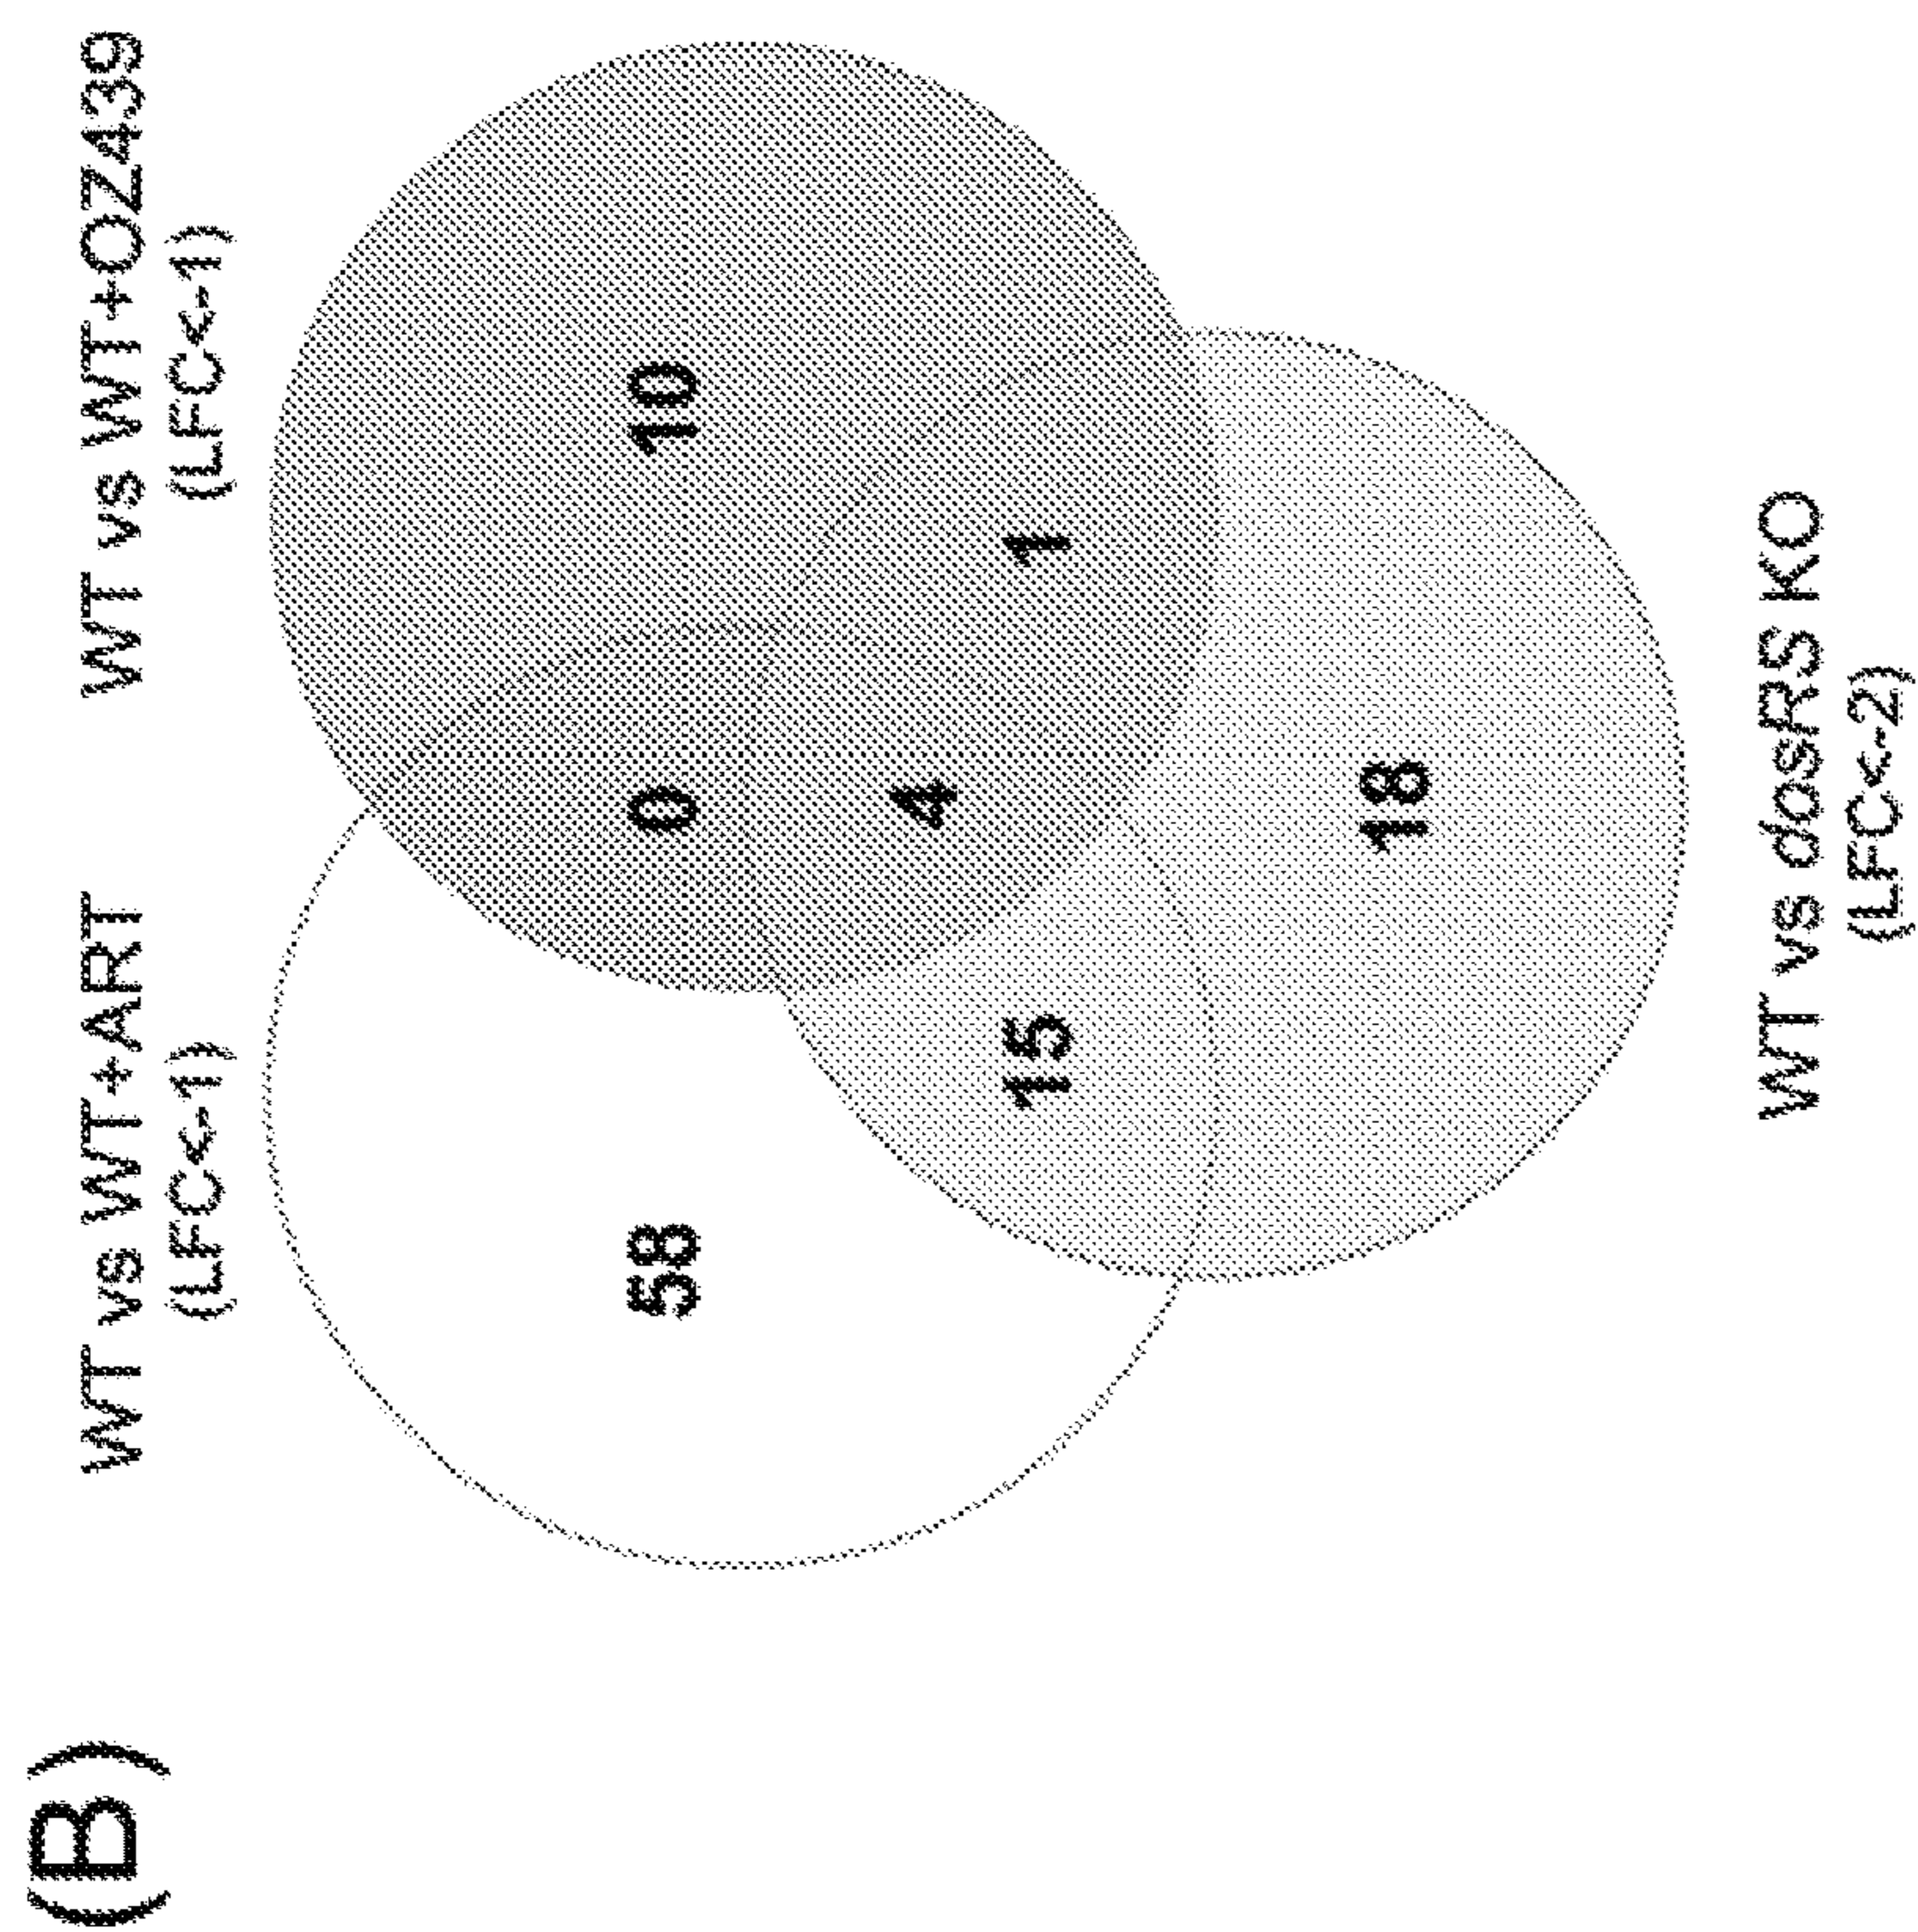 (B)
WT vs WT+ART
(LFC<-1)
WT vs WT+OZ439
(LFC<-1)
58
0
10
15
4
1
18
WT vs dosRS KO
(LFC<-2)